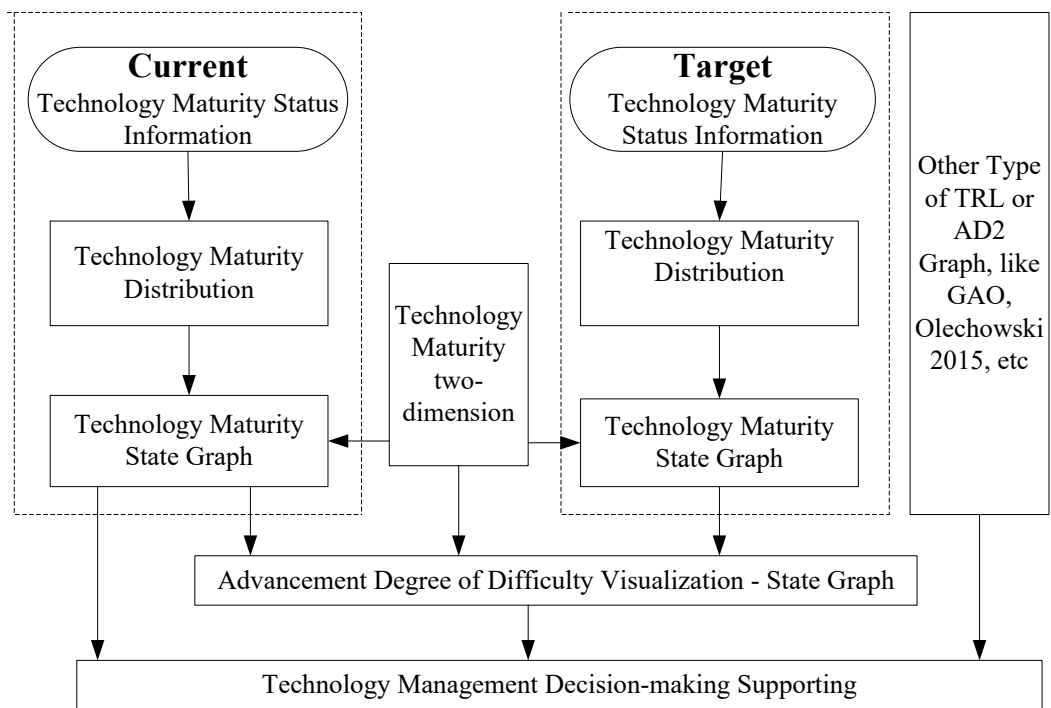 Current
Technology Maturity Status
Information
Target
Technology Maturity
Status Information
Other Type
of TRL or
AD2
Graph, like
GAO,
Olechowski
2015, etc
Technology Maturity
Distribution
Technology Maturity
Distribution
Technology
Maturity
two-
dimension
Technology Maturity
State Graph
Technology Maturity
State Graph
Advancement Degree of Difficulty Visualization - State Graph
Technology Management Decision-making Supporting